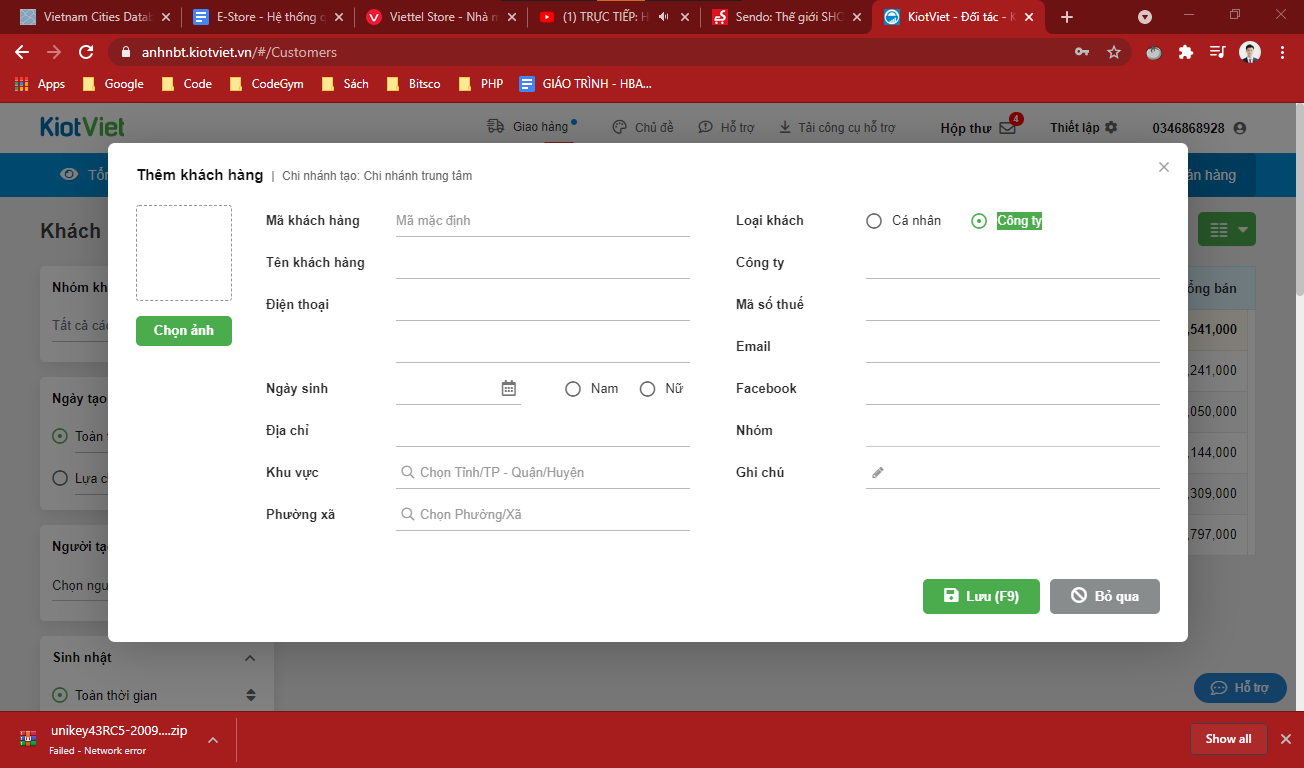 Vietnam Cities Datab
E-Store - Hệ thống q
Viettel Store - Nhà m
(1) TRỰC TIẾP: H
Sendo: Thế giới SHO
KiotViet - Đối tác - K
anhnbt.kiotviet.vn/#/Customers
Apps
Google
Code
CodeGym
Sách
Bitsco
PHP
GIÁO TRÌNH - HBA...
KiotViet
Giao hàng
Chủ đề
Hỗ trợ
Tải công cụ hỗ trợ
Hộp thư
4
Thiết lập
0346868928
Thêm khách hàng | Chi nhánh tạo: Chi nhánh trung tâm
Chọn ảnh
Mã khách hàng Mã mặc định
Tên khách hàng
Điện thoại
Ngày sinh Nam Nữ
Địa chỉ
Khu vực Chọn Tỉnh/TP - Quận/Huyện
Phường xã Chọn Phường/Xã
Loại khách Cá nhân Công ty
Công ty
Mã số thuế
Email
Facebook
Nhóm
Ghi chú
Lưu (F9)
Bỏ qua
Tổn
án hàng
Khách
Nhóm kh
Tất cả các
Ngày tạo
Toàn t
Lựa c
Người tạ
Chọn ngư
Sinh nhật
Toàn thời gian
ổng bán
,541,000
,241,000
,050,000
,144,000
,309,000
,797,000
Hỗ trợ
unikey43RC5-2009....zip
Failed - Network error
Show all